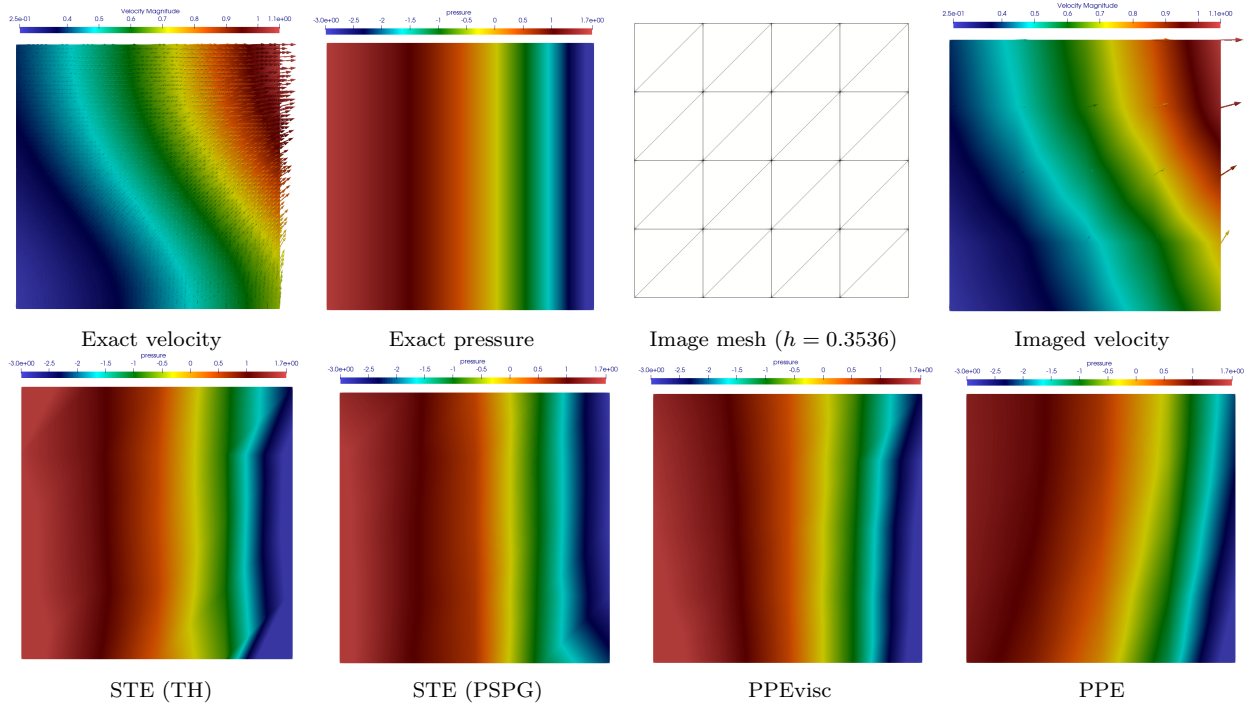 Velocity Magnitude
2.5e-01 0.4 0.5 0.6 0.7 0.8 0.9 1 1.1e+00
pressure
-3.0e+00 -2.5 -2 -1.5 -1 -0.5 0 0.5 1 1.7e+00
Velocity Magnitude
2.5e-01 0.4 0.5 0.6 0.7 0.8 0.9 1 1.1e+00
Exact velocity
Exact pressure
Image mesh (h = 0.3536)
Imaged velocity
pressure
-3.0e+00 -2.5 -2 -1.5 -1 -0.5 0 0.5 1 1.7e+00
pressure
-3.0e+00 -2.5 -2 -1.5 -1 -0.5 0 0.5 1 1.7e+00
pressure
-3.0e+00 -2.5 -2 -1.5 -1 -0.5 0 0.5 1 1.7e+00
pressure
-3.0e+00 -2.5 -2 -1.5 -1 -0.5 0 0.5 1 1.7e+00
STE (TH)
STE (PSPG)
PPEvisc
PPE